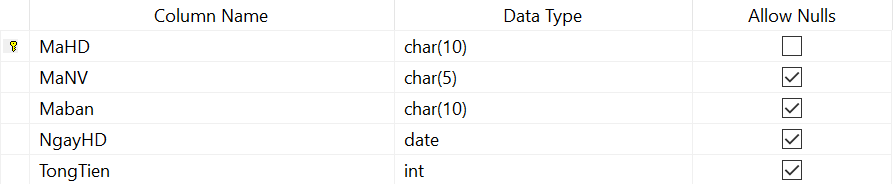 Column Name Data Type Allow Nulls
MaHD char(10)
MaNV char(5)
Maban char(10)
NgayHD date
TongTien int